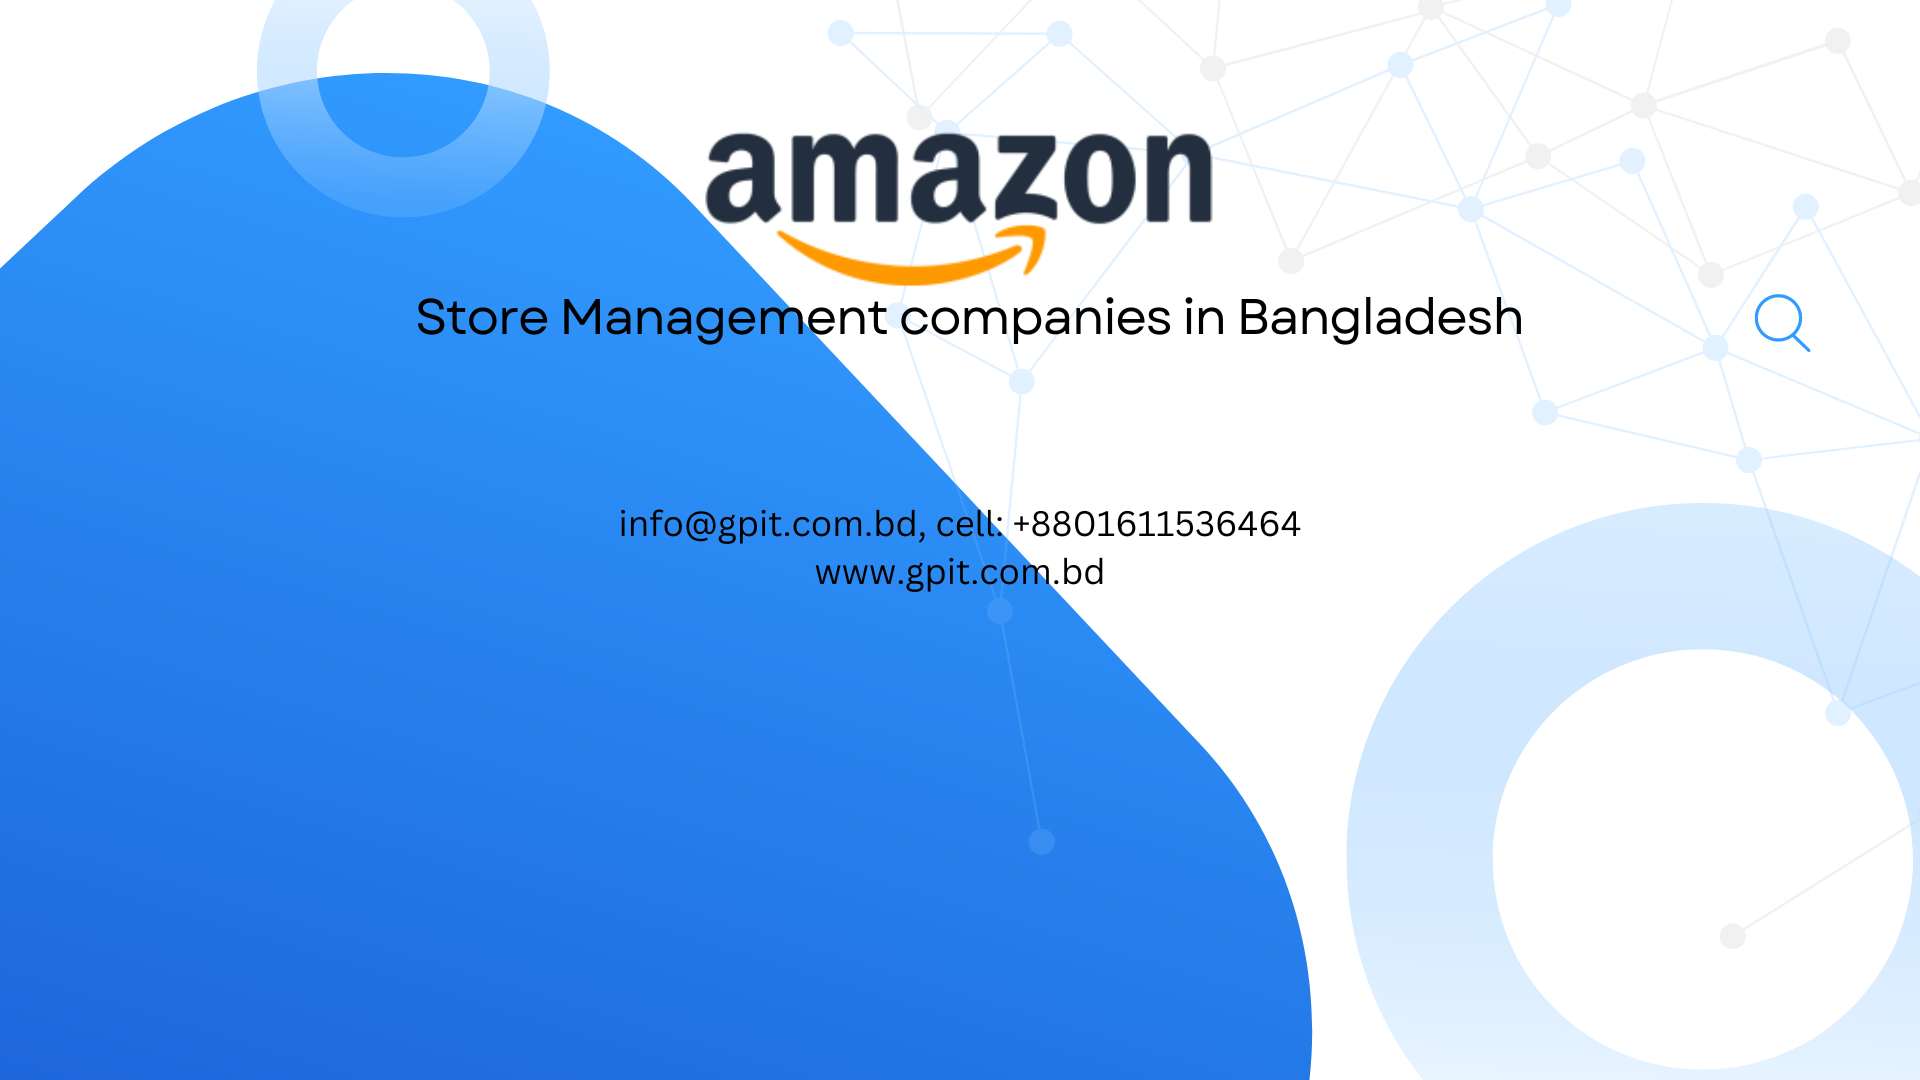 amazon
Store Management companies in Bangladesh
info@gpit.com.bd, cell: +8801611536464
www.gpit.com.bd